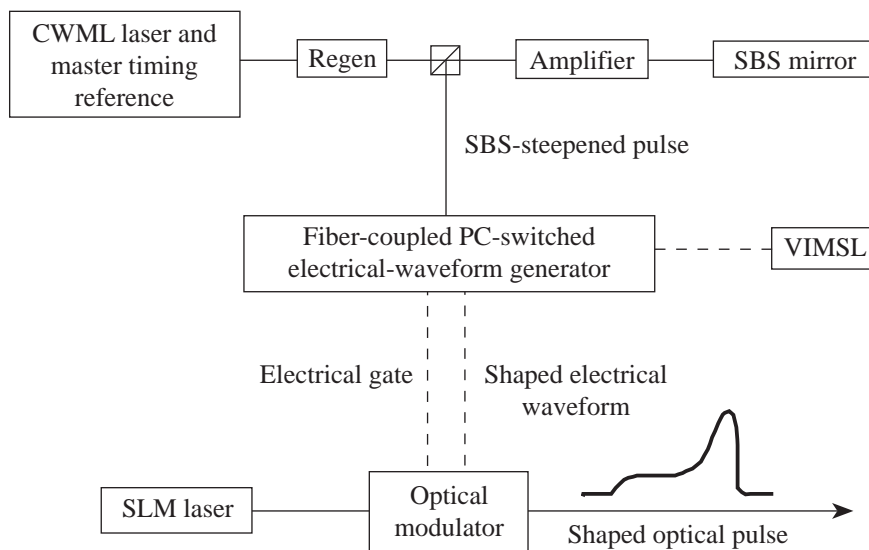 CWML laser and
master timing
reference
Regen
Amplifier
SBS mirror
SBS-steepened pulse
Fiber-coupled PC-switched
electrical-waveform generator
VIMSL
Electrical gate
Shaped electrical
waveform
SLM laser
Optical
modulator
Shaped optical pulse